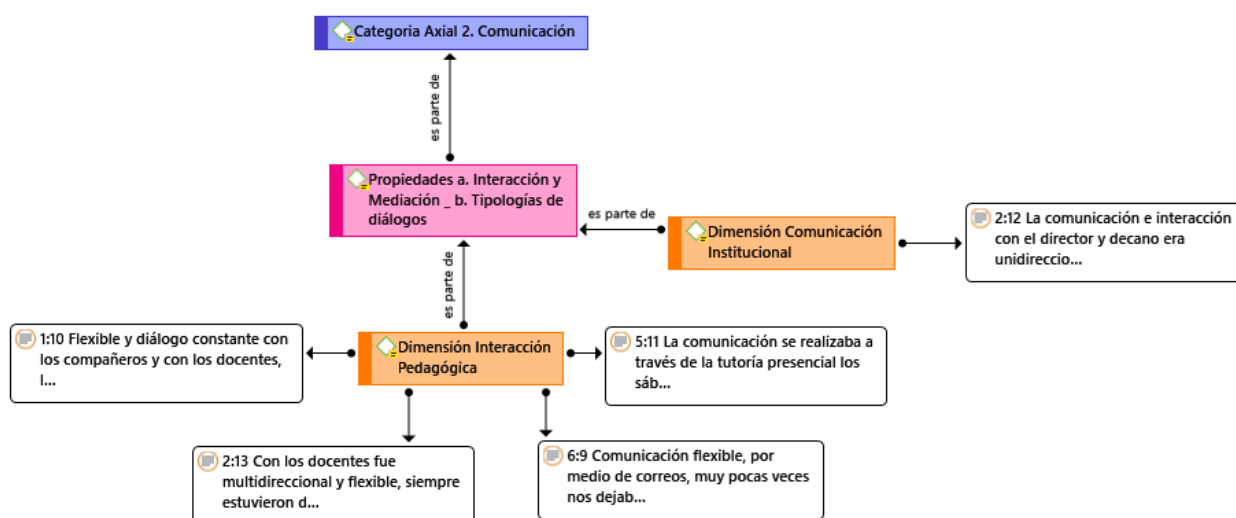 Categoria Axial 2. Comunicación
es parte de
Propiedades a. Interacción y
Mediación _ b. Tipologías de
diálogos
es parte de
Dimensión Comunicación
Institucional
2:12 La comunicación e interacción
con el director y decano era
unidireccio...
es parte de
1:10 Flexible y diálogo constante con
los compañeros y con los docentes,
l...
Dimensión Interacción
Pedagógica
5:11 La comunicación se realizaba a
través de la tutoría presencial los
sáb...
2:13 Con los docentes fue
multidireccional y flexible, siempre
estuvieron d...
6:9 Comunicación flexible, por
medio de correos, muy pocas veces
nos dejab...